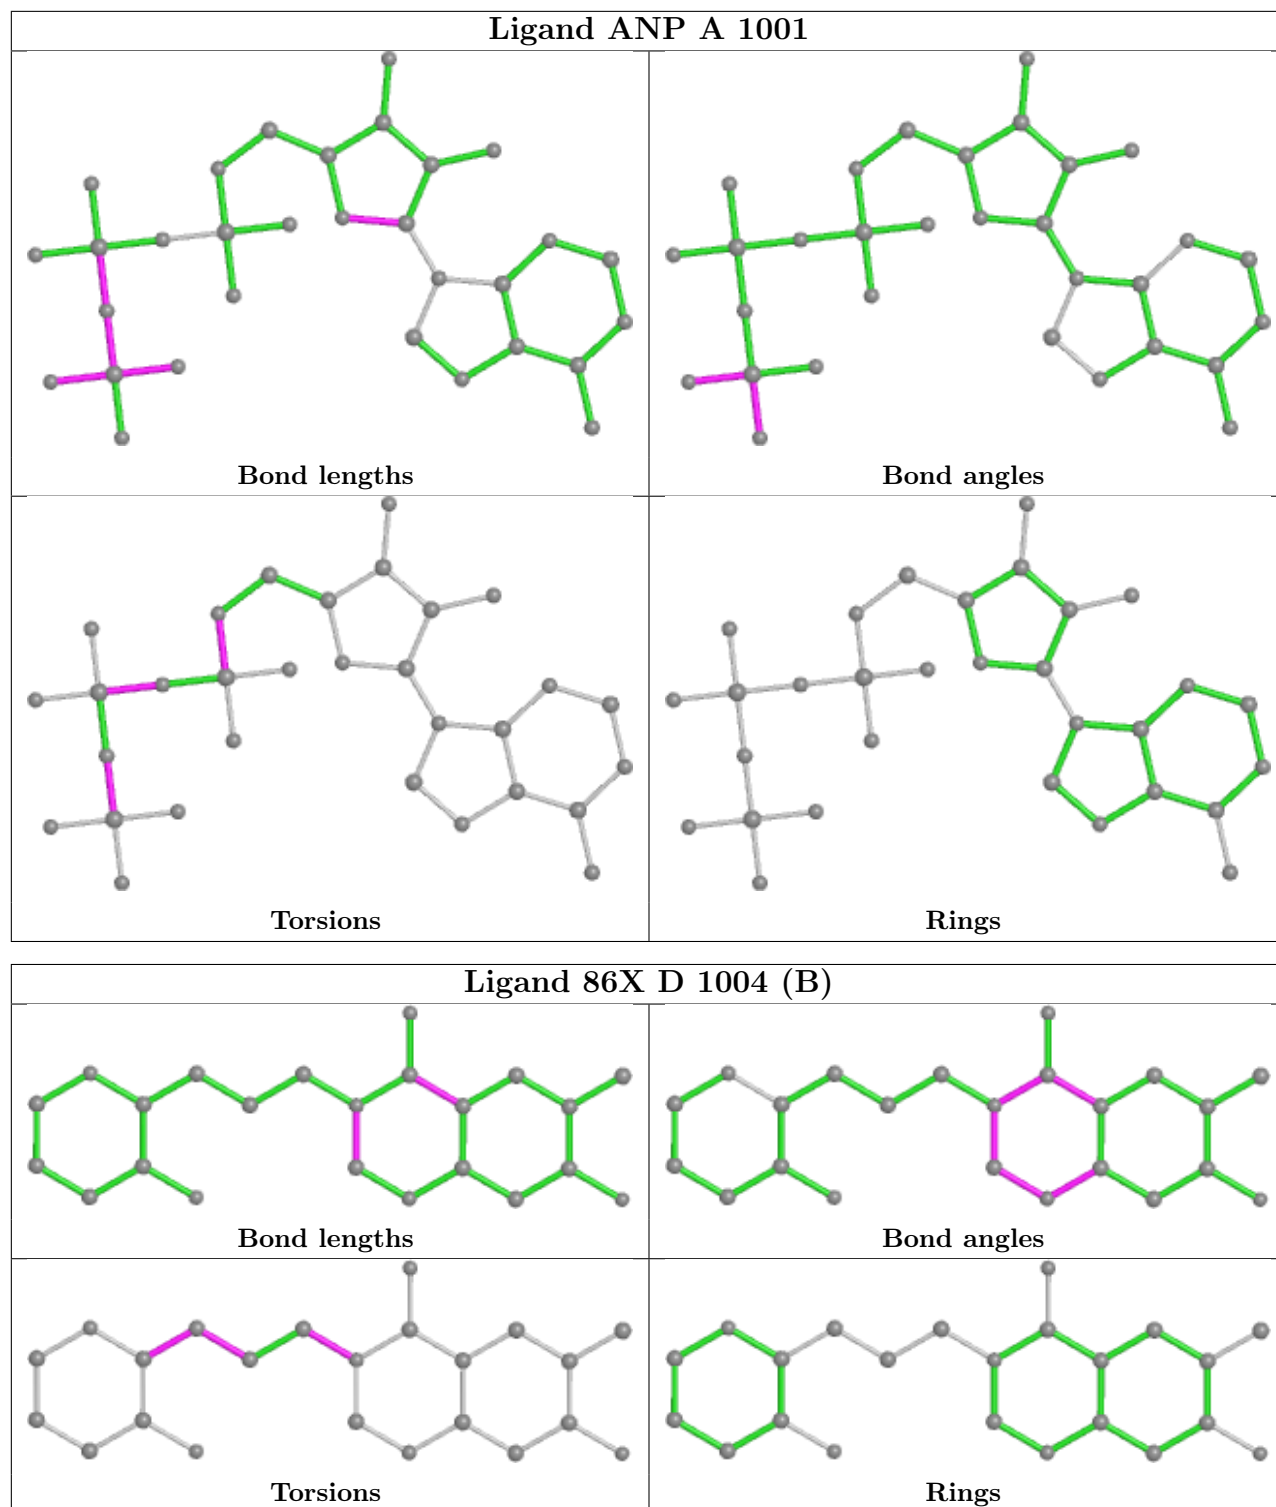 Ligand ANP A 1001
Bond lengths
Bond angles
Torsions
Rings
Ligand 86X D 1004 (B)
Bond lengths
Bond angles
Torsions
Rings